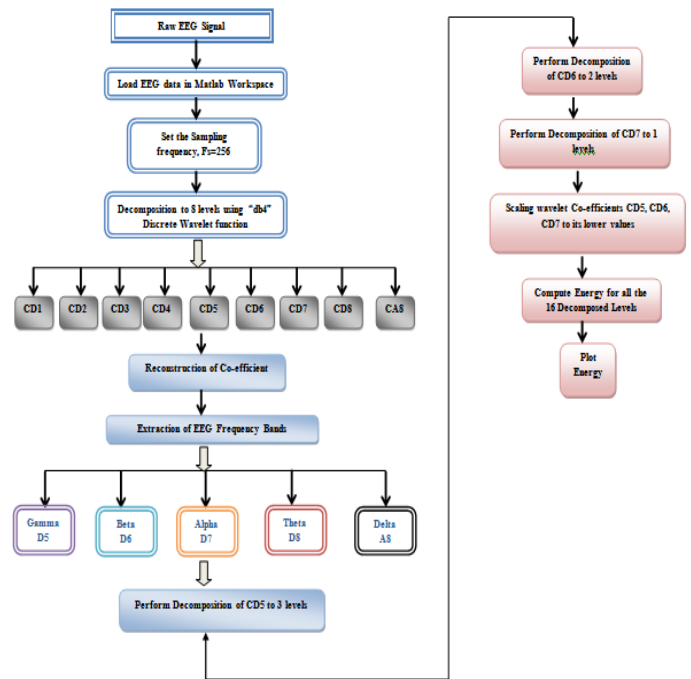 Raw EEG Signal
Load EEG data in Matlab Workspace
Set the Sampling
frequency, Fs=256
Decomposition to 8 levels using “db4”
Discrete Wavelet function
CD1 CD2 CD3 CD4 CD5 CD6 CD7 CD8 CA8
Reconstruction of Co-efficient
Extraction of EEG Frequency Bands
Gamma
D5
Beta
D6
Alpha
D7
Theta
D8
Delta
A8
Perform Decomposition of CD5 to 3 levels
Perform Decomposition
of CD6 to 2 levels
Perform Decomposition of CD7 to 1
levels
Scaling wavelet Co-efficients CD5, CD6,
CD7 to its lower values
Compute Energy for all the
16 Decomposed Levels
Plot
Energy